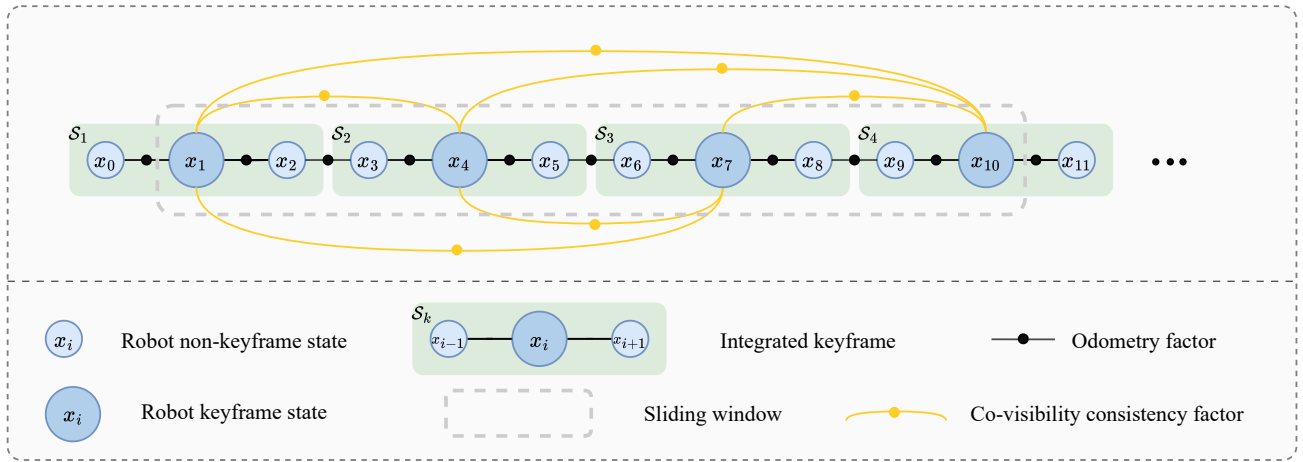 S₁ S₂ S₃ S₄
x₀ x₁ x₂ x₃ x₄ x₅ x₆ x₇ x₈ x₉ x₁₀ x₁₁ •••
xᵢ Robot non-keyframe state
Sₖ xᵢ₋₁ xᵢ xᵢ₊₁ Integrated keyframe
Odometry factor
xᵢ Robot keyframe state
Sliding window
Co-visibility consistency factor